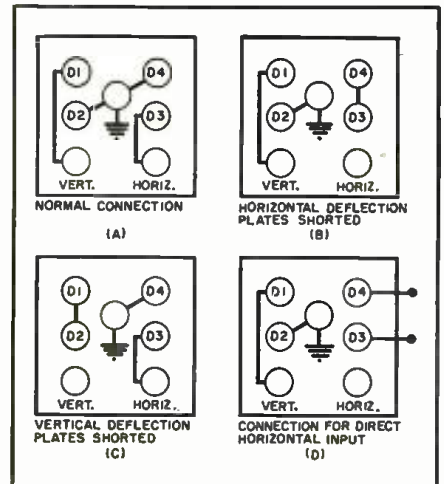 D1 D4
D2 D3
VERT. HORIZ.
NORMAL CONNECTION
(A)
D1 D4
D2 D3
VERT. HORIZ.
HORIZONTAL DEFLECTION
PLATES SHORTED
(B)
D1 D4
D2 D3
VERT. HORIZ.
VERTICAL DEFLECTION
PLATES SHORTED
(C)
D1 D4
D2 D3
VERT. HORIZ.
CONNECTION FOR DIRECT
HORIZONTAL INPUT
(D)